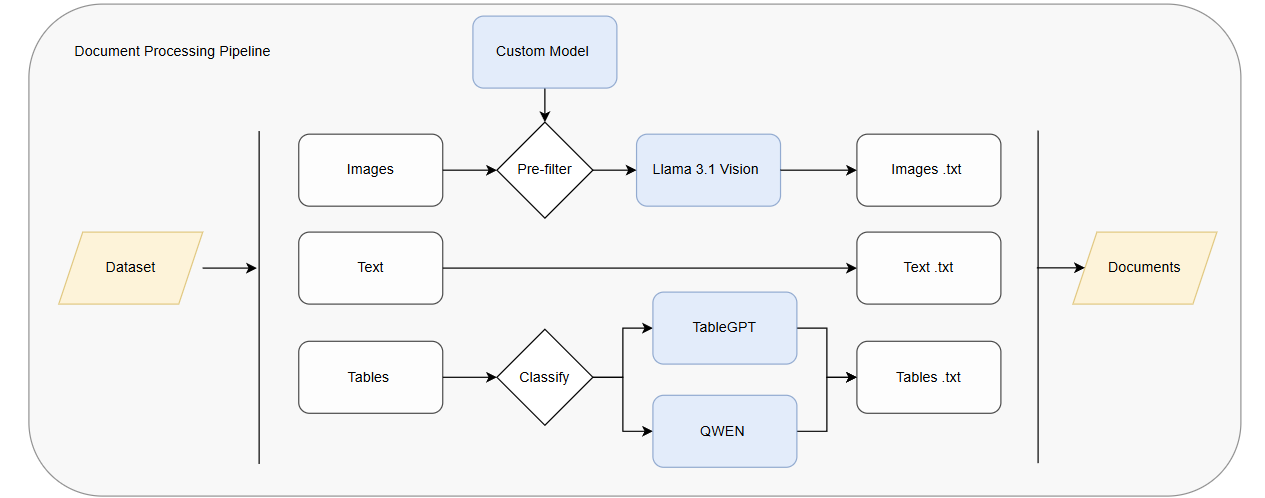 Document Processing Pipeline
Custom Model
Images
Pre-filter
Llama 3.1 Vision
Images .txt
Dataset
Text
Text .txt
Documents
TableGPT
Tables
Classify
Tables .txt
QWEN